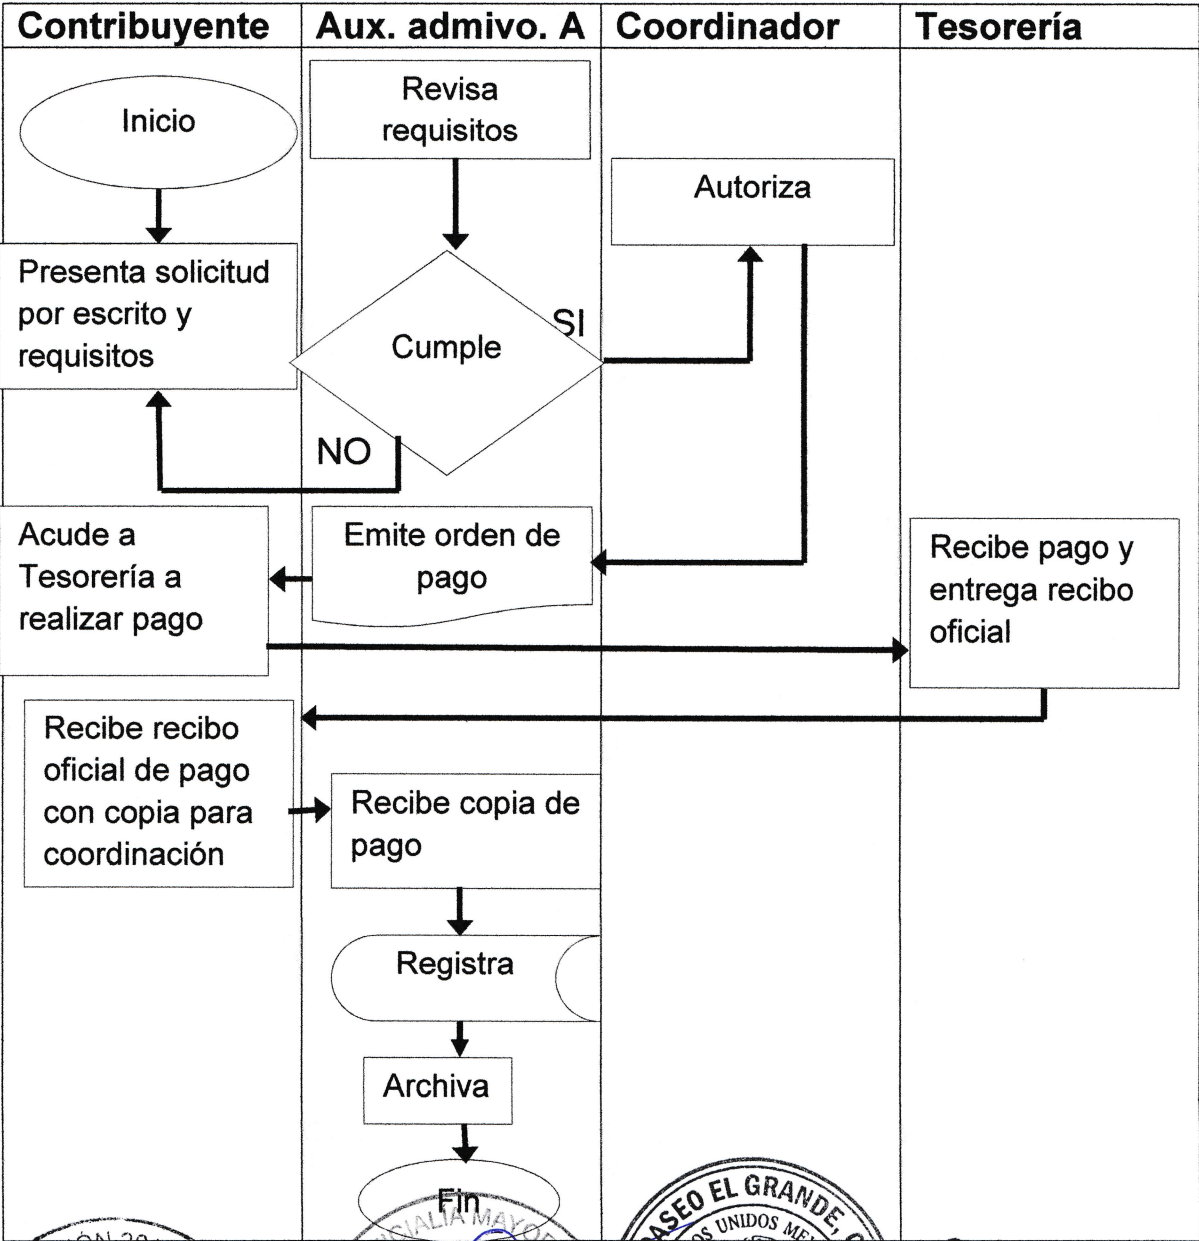 Contribuyente
Aux. admivo. A
Coordinador
Tesorería
Inicio
Revisa
requisitos
Autoriza
Presenta solicitud
por escrito y
requisitos
Cumple
SI
NO
Acude a
Tesorería a
realizar pago
Emite orden de
pago
Recibe pago y
entrega recibo
oficial
Recibe recibo
oficial de pago
con copia para
coordinación
Recibe copia de
pago
Registra
Archiva
Fin
MAYOR
EL GRANDE,
UNIDOS